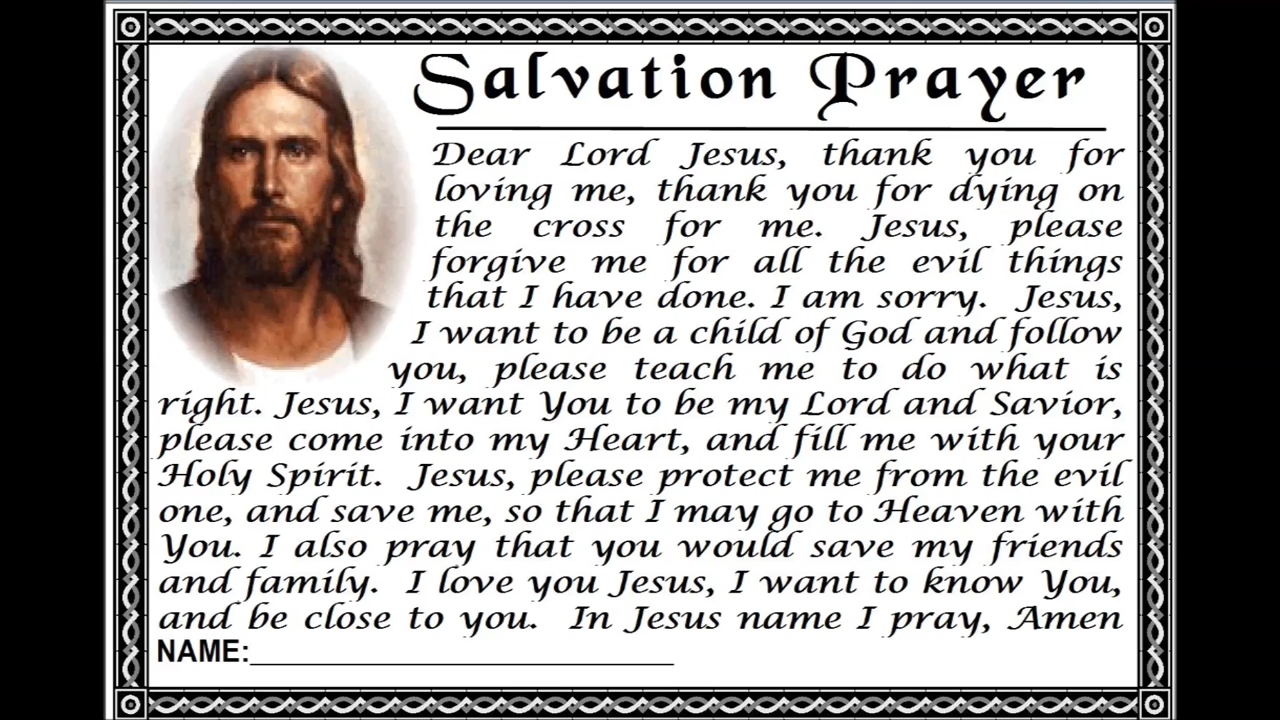 Salvation Prayer
Dear Lord Jesus, thank you for
loving me, thank you for dying on
the cross for me. Jesus, please
forgive me for all the evil things
that I have done. I am sorry. Jesus,
I want to be a child of God and follow
you, please teach me to do what is
right. Jesus, I want You to be my Lord and Savior,
please come into my Heart, and fill me with your
Holy Spirit. Jesus, please protect me from the evil
one, and save me, so that I may go to Heaven with
You. I also pray that you would save my friends
and family. I love you Jesus, I want to know You,
and be close to you. In Jesus name I pray, Amen
NAME:______________________________